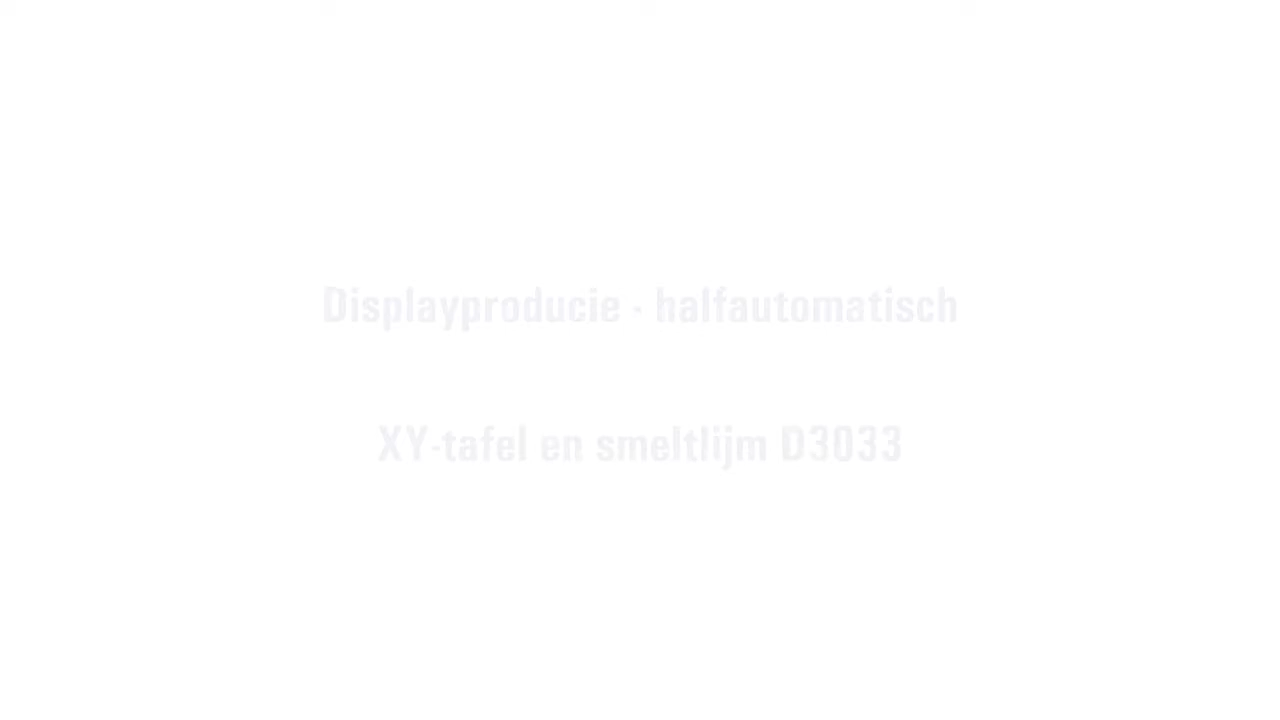 Displayproducie - halfautomatisch
XY-tafel en smeltlijm D3033